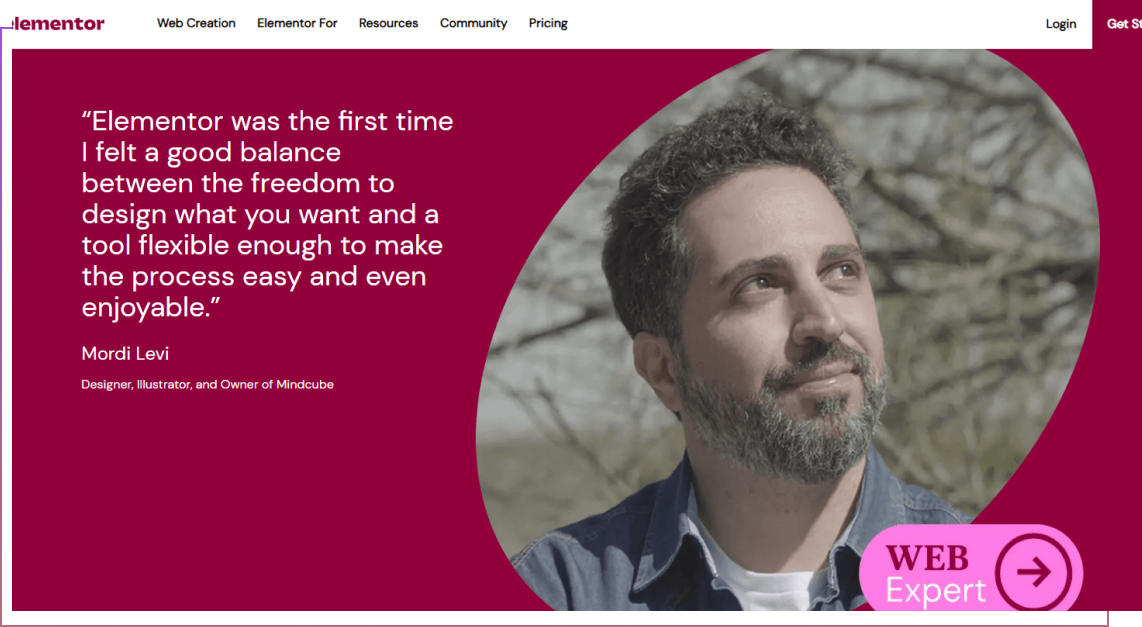 elementor
Web Creation Elementor For Resources Community Pricing Login Get St
“Elementor was the first time
I felt a good balance
between the freedom to
design what you want and a
tool flexible enough to make
the process easy and even
enjoyable.”
Mordi Levi
Designer, Illustrator, and Owner of Mindcube
WEB
Expert